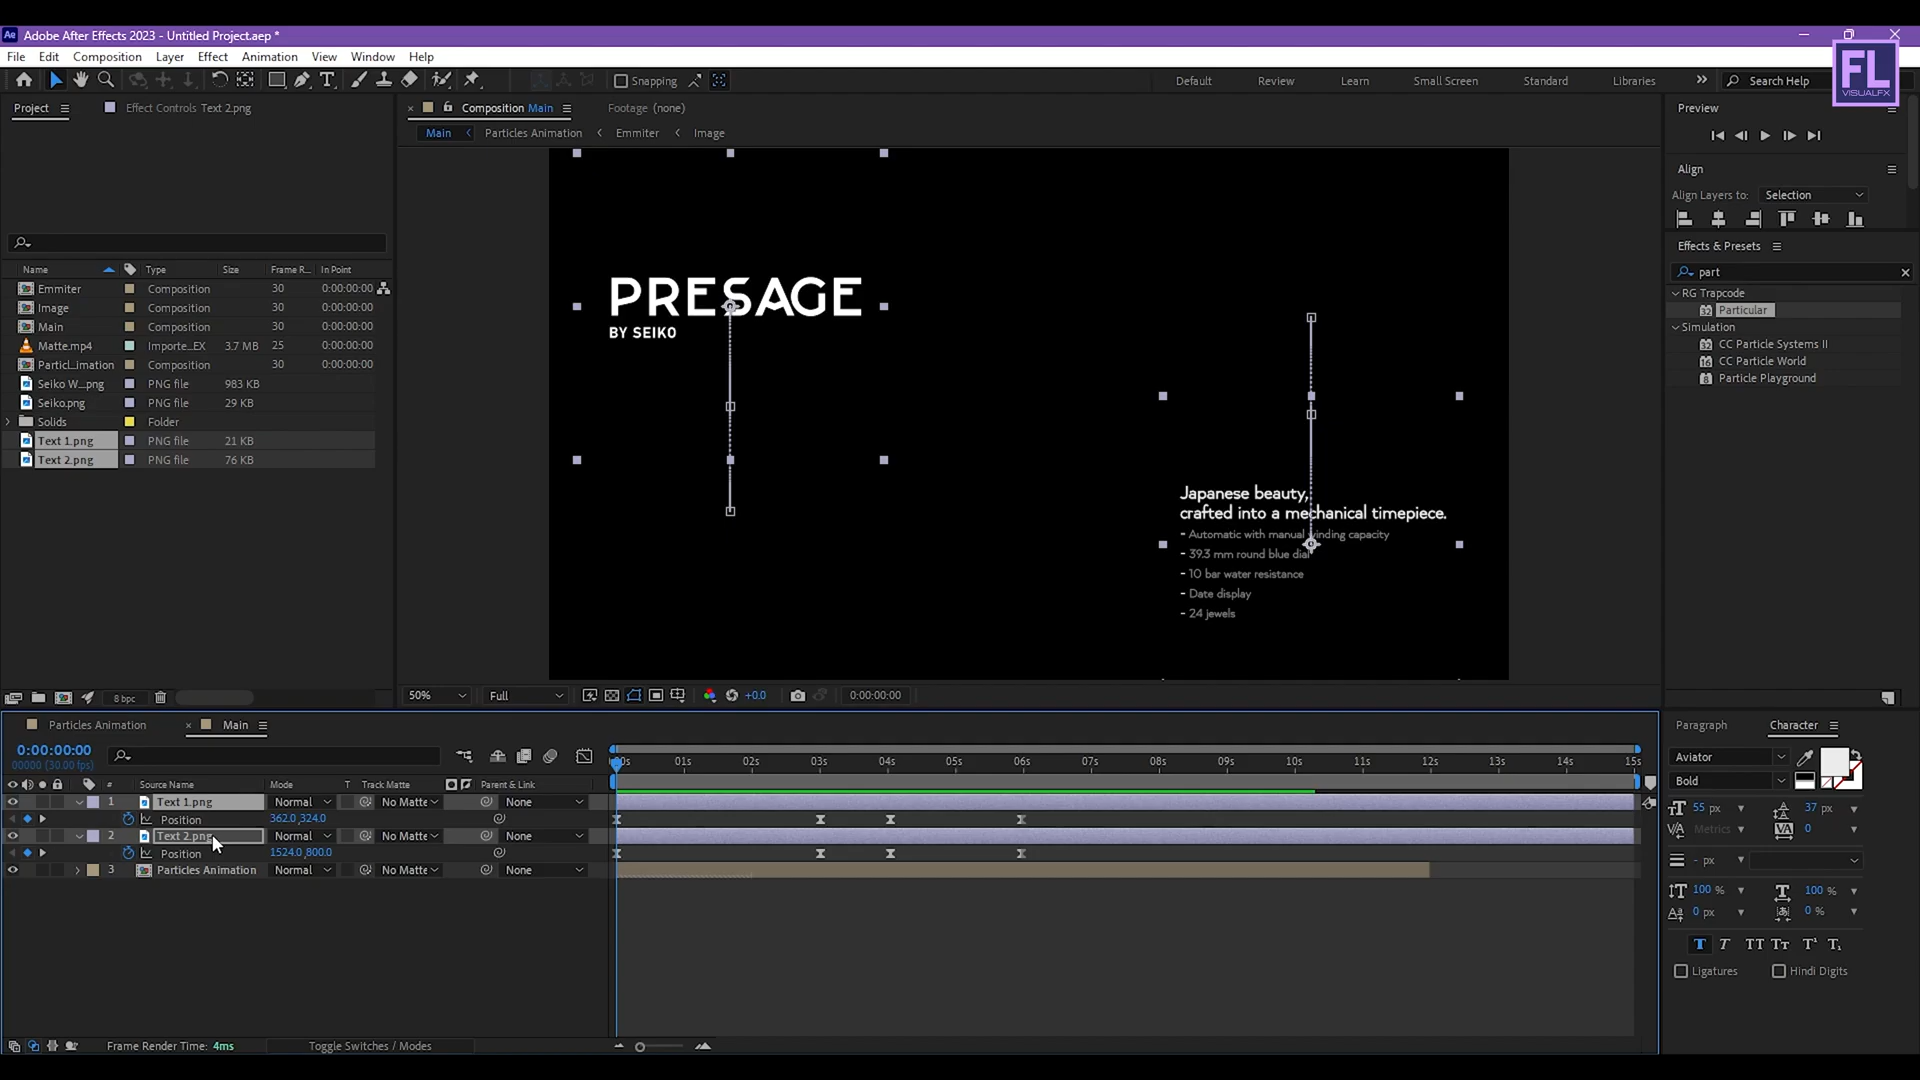 Ae Adobe After Effects 2023 - Untitled Project.aep *
File Edit Composition Layer Effect Animation View Window Help
Snapping Default Review Learn Small Screen Standard Libraries Search Help
FL
VISUALFX
Project Effect Controls Text 2.png
Composition Main Footage (none)
Main Particles Animation Emmiter Image
Name Type Size Frame R... In Point
Emmiter Composition 30 0:00:00:00
Image Composition 30 0:00:00:00
Main Composition 30 0:00:00:00
Matte.mp4 Importe...EX 3.7 MB 25 0:00:00:00
Particl...imation Composition 30 0:00:00:00
Seiko W...png PNG file 983 KB
Seiko.png PNG file 29 KB
Solids Folder
Text 1.png PNG file 21 KB
Text 2.png PNG file 76 KB
8 bpc
PRESAGE
BY SEIKO
Japanese beauty,
crafted into a mechanical timepiece.
- Automatic with manual winding capacity
- 39.3 mm round blue dial
- 10 bar water resistance
- Date display
- 24 jewels
50% Full +0.0 0:00:00:00
Preview
Align
Align Layers to: Selection
Effects & Presets
part
RG Trapcode
Particular
Simulation
CC Particle Systems II
CC Particle World
Particle Playground
Particles Animation Main
0:00:00:00
00000 (30.00 fps)
# Source Name Mode T Track Matte Parent & Link
00s 01s 02s 03s 04s 05s 06s 07s 08s 09s 10s 11s 12s 13s 14s 15s
1 Text 1.png Normal No Matte None
Position 362.0,324.0
2 Text 2.png Normal No Matte None
Position 1524.0,800.0
3 Particles Animation Normal No Matte None
Frame Render Time: 4ms Toggle Switches / Modes
Paragraph Character
Aviator
Bold
55 px 37 px
Metrics 0
- px
100 % 100 %
0 px 0 %
T T TT Tт T¹ T₁
Ligatures Hindi Digits